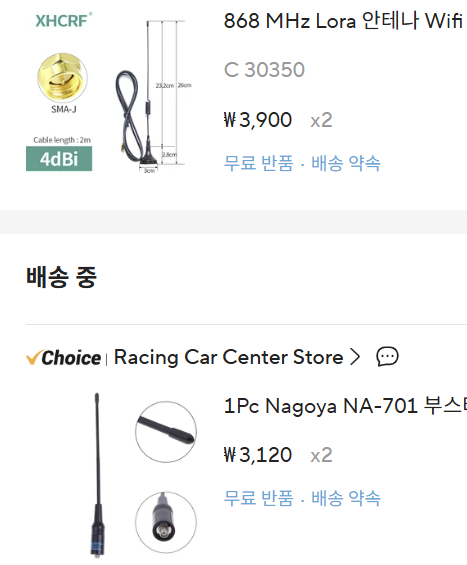 XHCRF®
868 MHz Lora 안테나 Wifi
C 30350
SMA-J
23.2cm
26cm
₩3,900 x2
Cable length : 2m
4dBi
2.8cm
3cm
무료 반품 · 배송 약속
배송 중
Choice | Racing Car Center Store >
1Pc Nagoya NA-701 부스터
₩3,120 x2
무료 반품 · 배송 약속